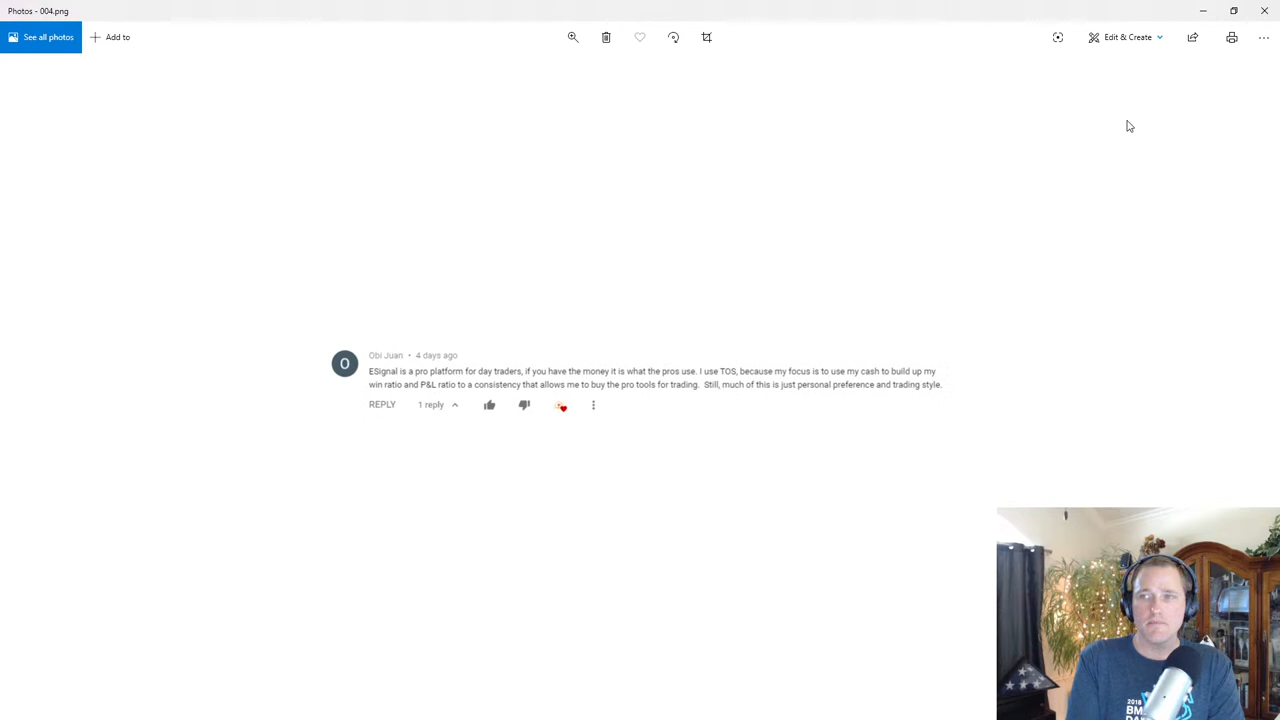 Photos - 004.png
See all photos
Add to
Edit & Create
O
Obi Juan • 4 days ago
ESignal is a pro platform for day traders, if you have the money it is what the pros use. I use TOS, because my focus is to use my cash to build up my
win ratio and P&L ratio to a consistency that allows me to buy the pro tools for trading. Still, much of this is just personal preference and trading style.
REPLY 1 reply
2018